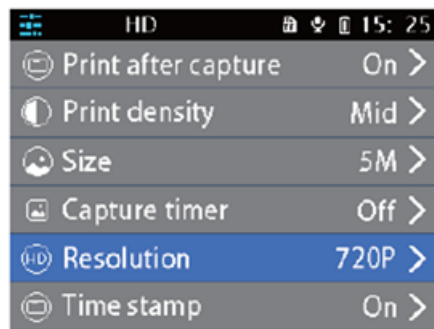 HD 15: 25
Print after capture On >
Print density Mid >
Size 5M >
Capture timer Off >
HD Resolution 720P >
Time stamp On >